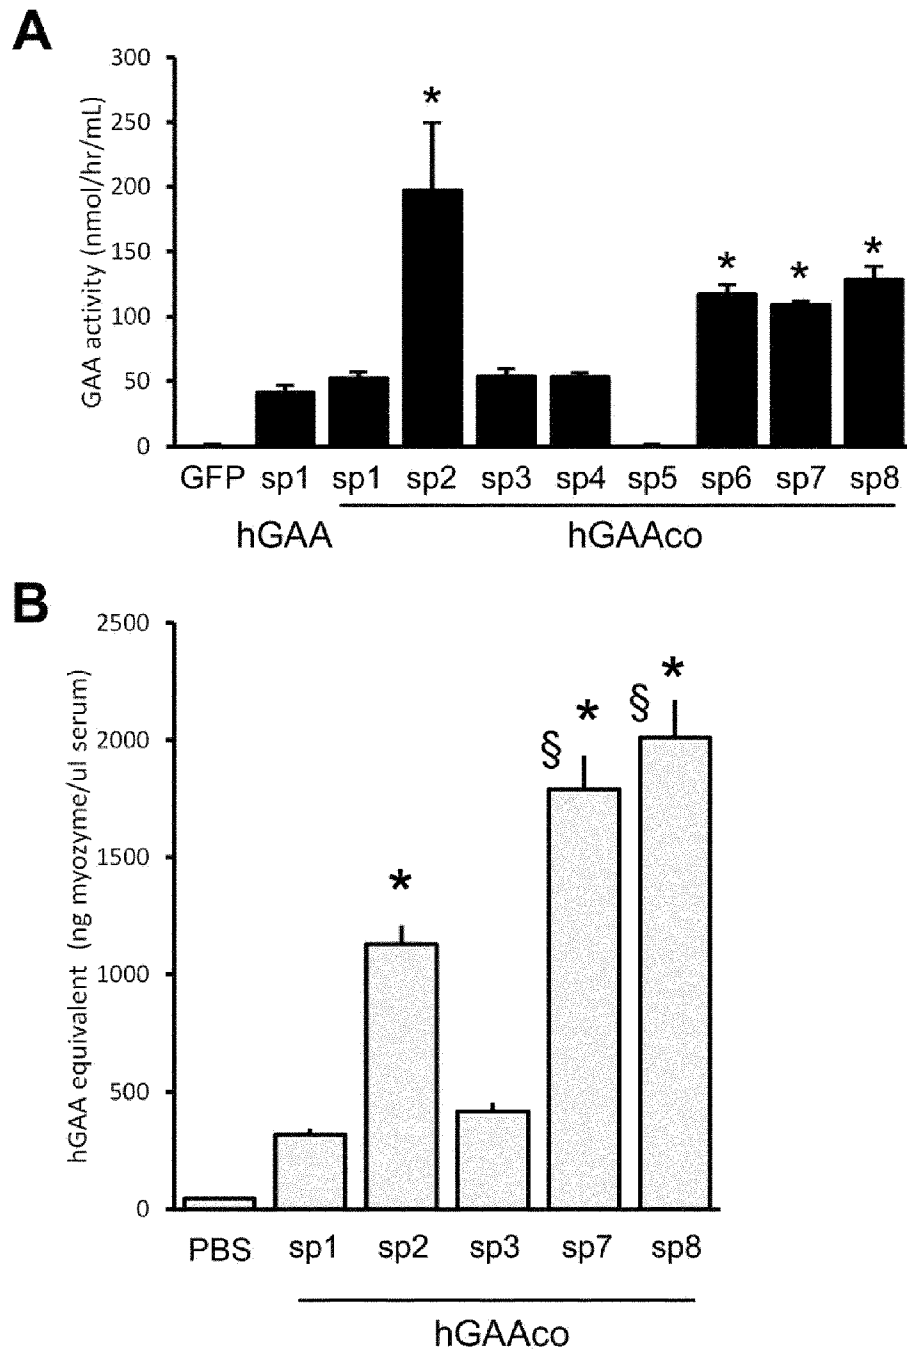 A
GAA activity (nmol/hr/mL)
300
250
200
150
100
50
0
*
*
*
*
GFP sp1 sp1 sp2 sp3 sp4 sp5 sp6 sp7 sp8
hGAA hGAAco
B
hGAA equivalent (ng myozyme/ul serum)
2500
2000
1500
1000
500
0
*
§ *
§ *
PBS sp1 sp2 sp3 sp7 sp8
hGAAco